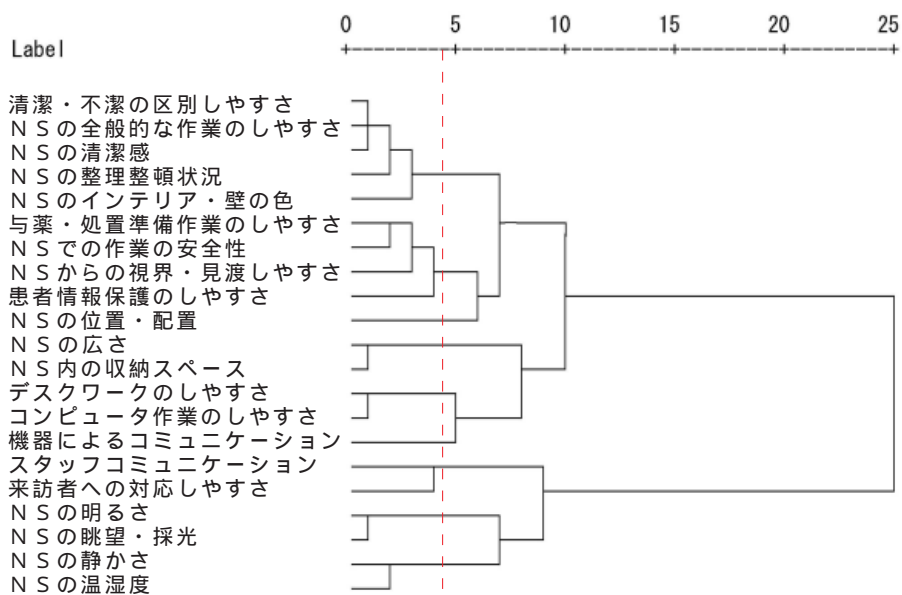 0 5 10 15 20 25
Label
清潔・不潔の区別しやすさ
ＮＳの全般的な作業のしやすさ
ＮＳの清潔感
ＮＳの整理整頓状況
ＮＳのインテリア・壁の色
与薬・処置準備作業のしやすさ
ＮＳでの作業の安全性
ＮＳからの視界・見渡しやすさ
患者情報保護のしやすさ
ＮＳの位置・配置
ＮＳの広さ
ＮＳ内の収納スペース
デスクワークのしやすさ
コンピュータ作業のしやすさ
機器によるコミュニケーション
スタッフコミュニケーション
来訪者への対応しやすさ
ＮＳの明るさ
ＮＳの眺望・採光
ＮＳの静かさ
ＮＳの温湿度